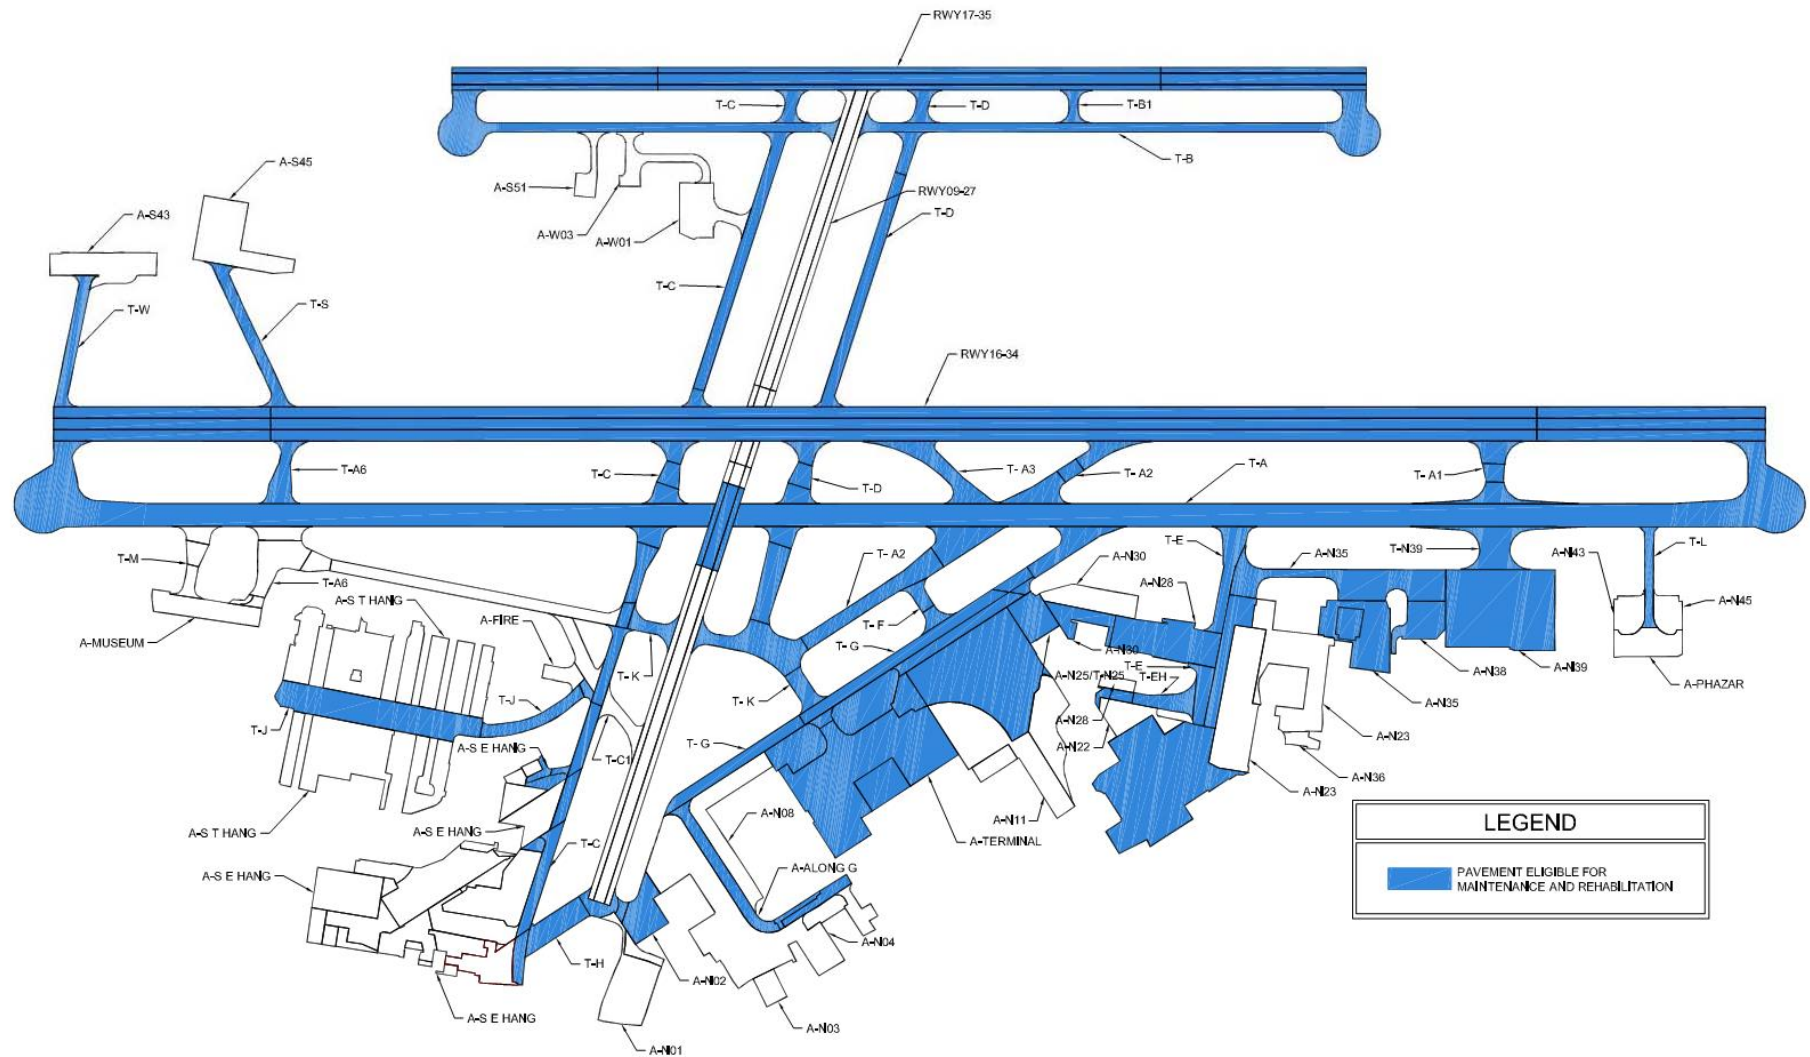 RWY17-35
T-C
T-D
T-B1
T-B
A-S45
A-S51
RWY09-27
T-D
A-S43
A-W03
A-W01
T-C
T-S
T-W
RWY16-34
T-A6
T-C
T-A3
T-A2
T-A
T-A1
T-D
T-M
T-A6
T-A2
A-N30
T-E
A-N35
T-N39
A-N43
T-L
A-S T HANG
A-FIRE
A-N28
A-N45
A-MUSEUM
T-F
T-G
A-N30
T-K
T-E
A-N38
A-N39
A-N25/T-N25
T-EH
A-PHAZAR
T-J
T-K
A-N35
T-J
A-N28
A-N23
T-G
A-S E HANG
A-N22
T-C1
A-N36
A-N23
A-N08
A-N11
A-S T HANG
A-S E HANG
T-C
A-TERMINAL
A-S E HANG
A-ALONG G
A-N04
T-H
A-N02
A-S E HANG
A-N03
A-N01
LEGEND
PAVEMENT ELIGIBLE FOR
MAINTENANCE AND REHABILITATION